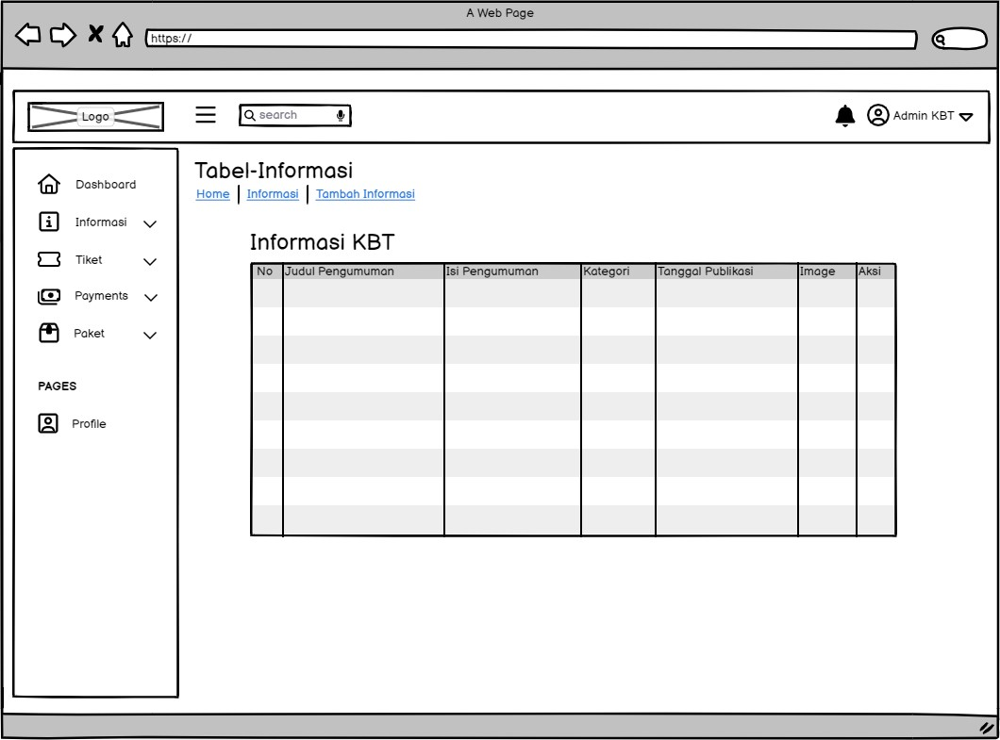 A Web Page
https://
Logo
search
Admin KBT
Dashboard
Informasi
Tiket
Payments
Paket
PAGES
Profile
Tabel-Informasi
Home | Informasi | Tambah Informasi
Informasi KBT
No Judul Pengumuman Isi Pengumuman Kategori Tanggal Publikasi Image Aksi